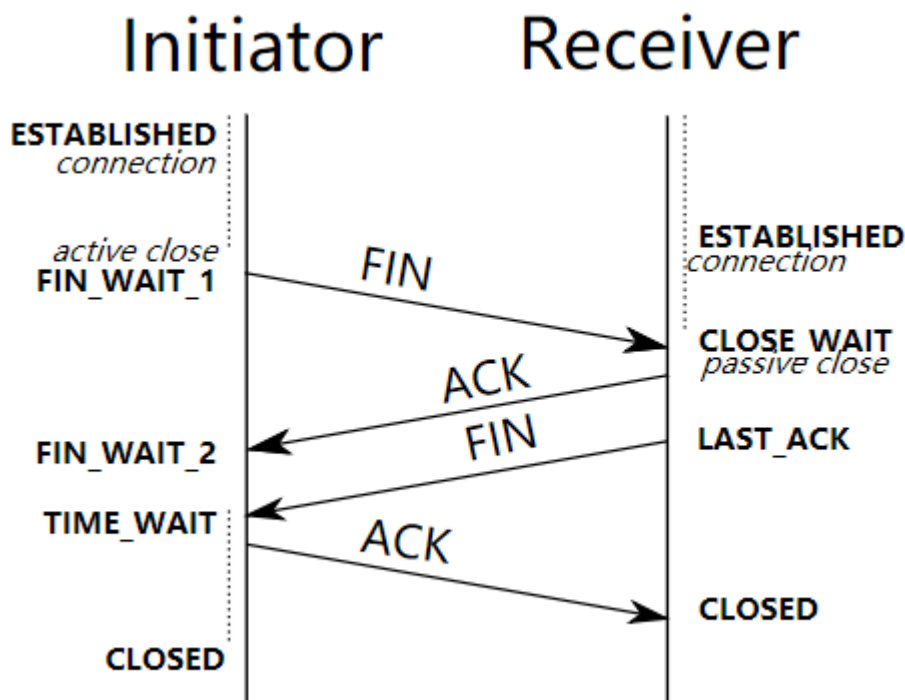 Initiator
Receiver
ESTABLISHED
connection
active close
FIN_WAIT_1
FIN
ESTABLISHED
connection
CLOSE_WAIT
passive close
ACK
FIN_WAIT_2
FIN
LAST_ACK
TIME_WAIT
ACK
CLOSED
CLOSED